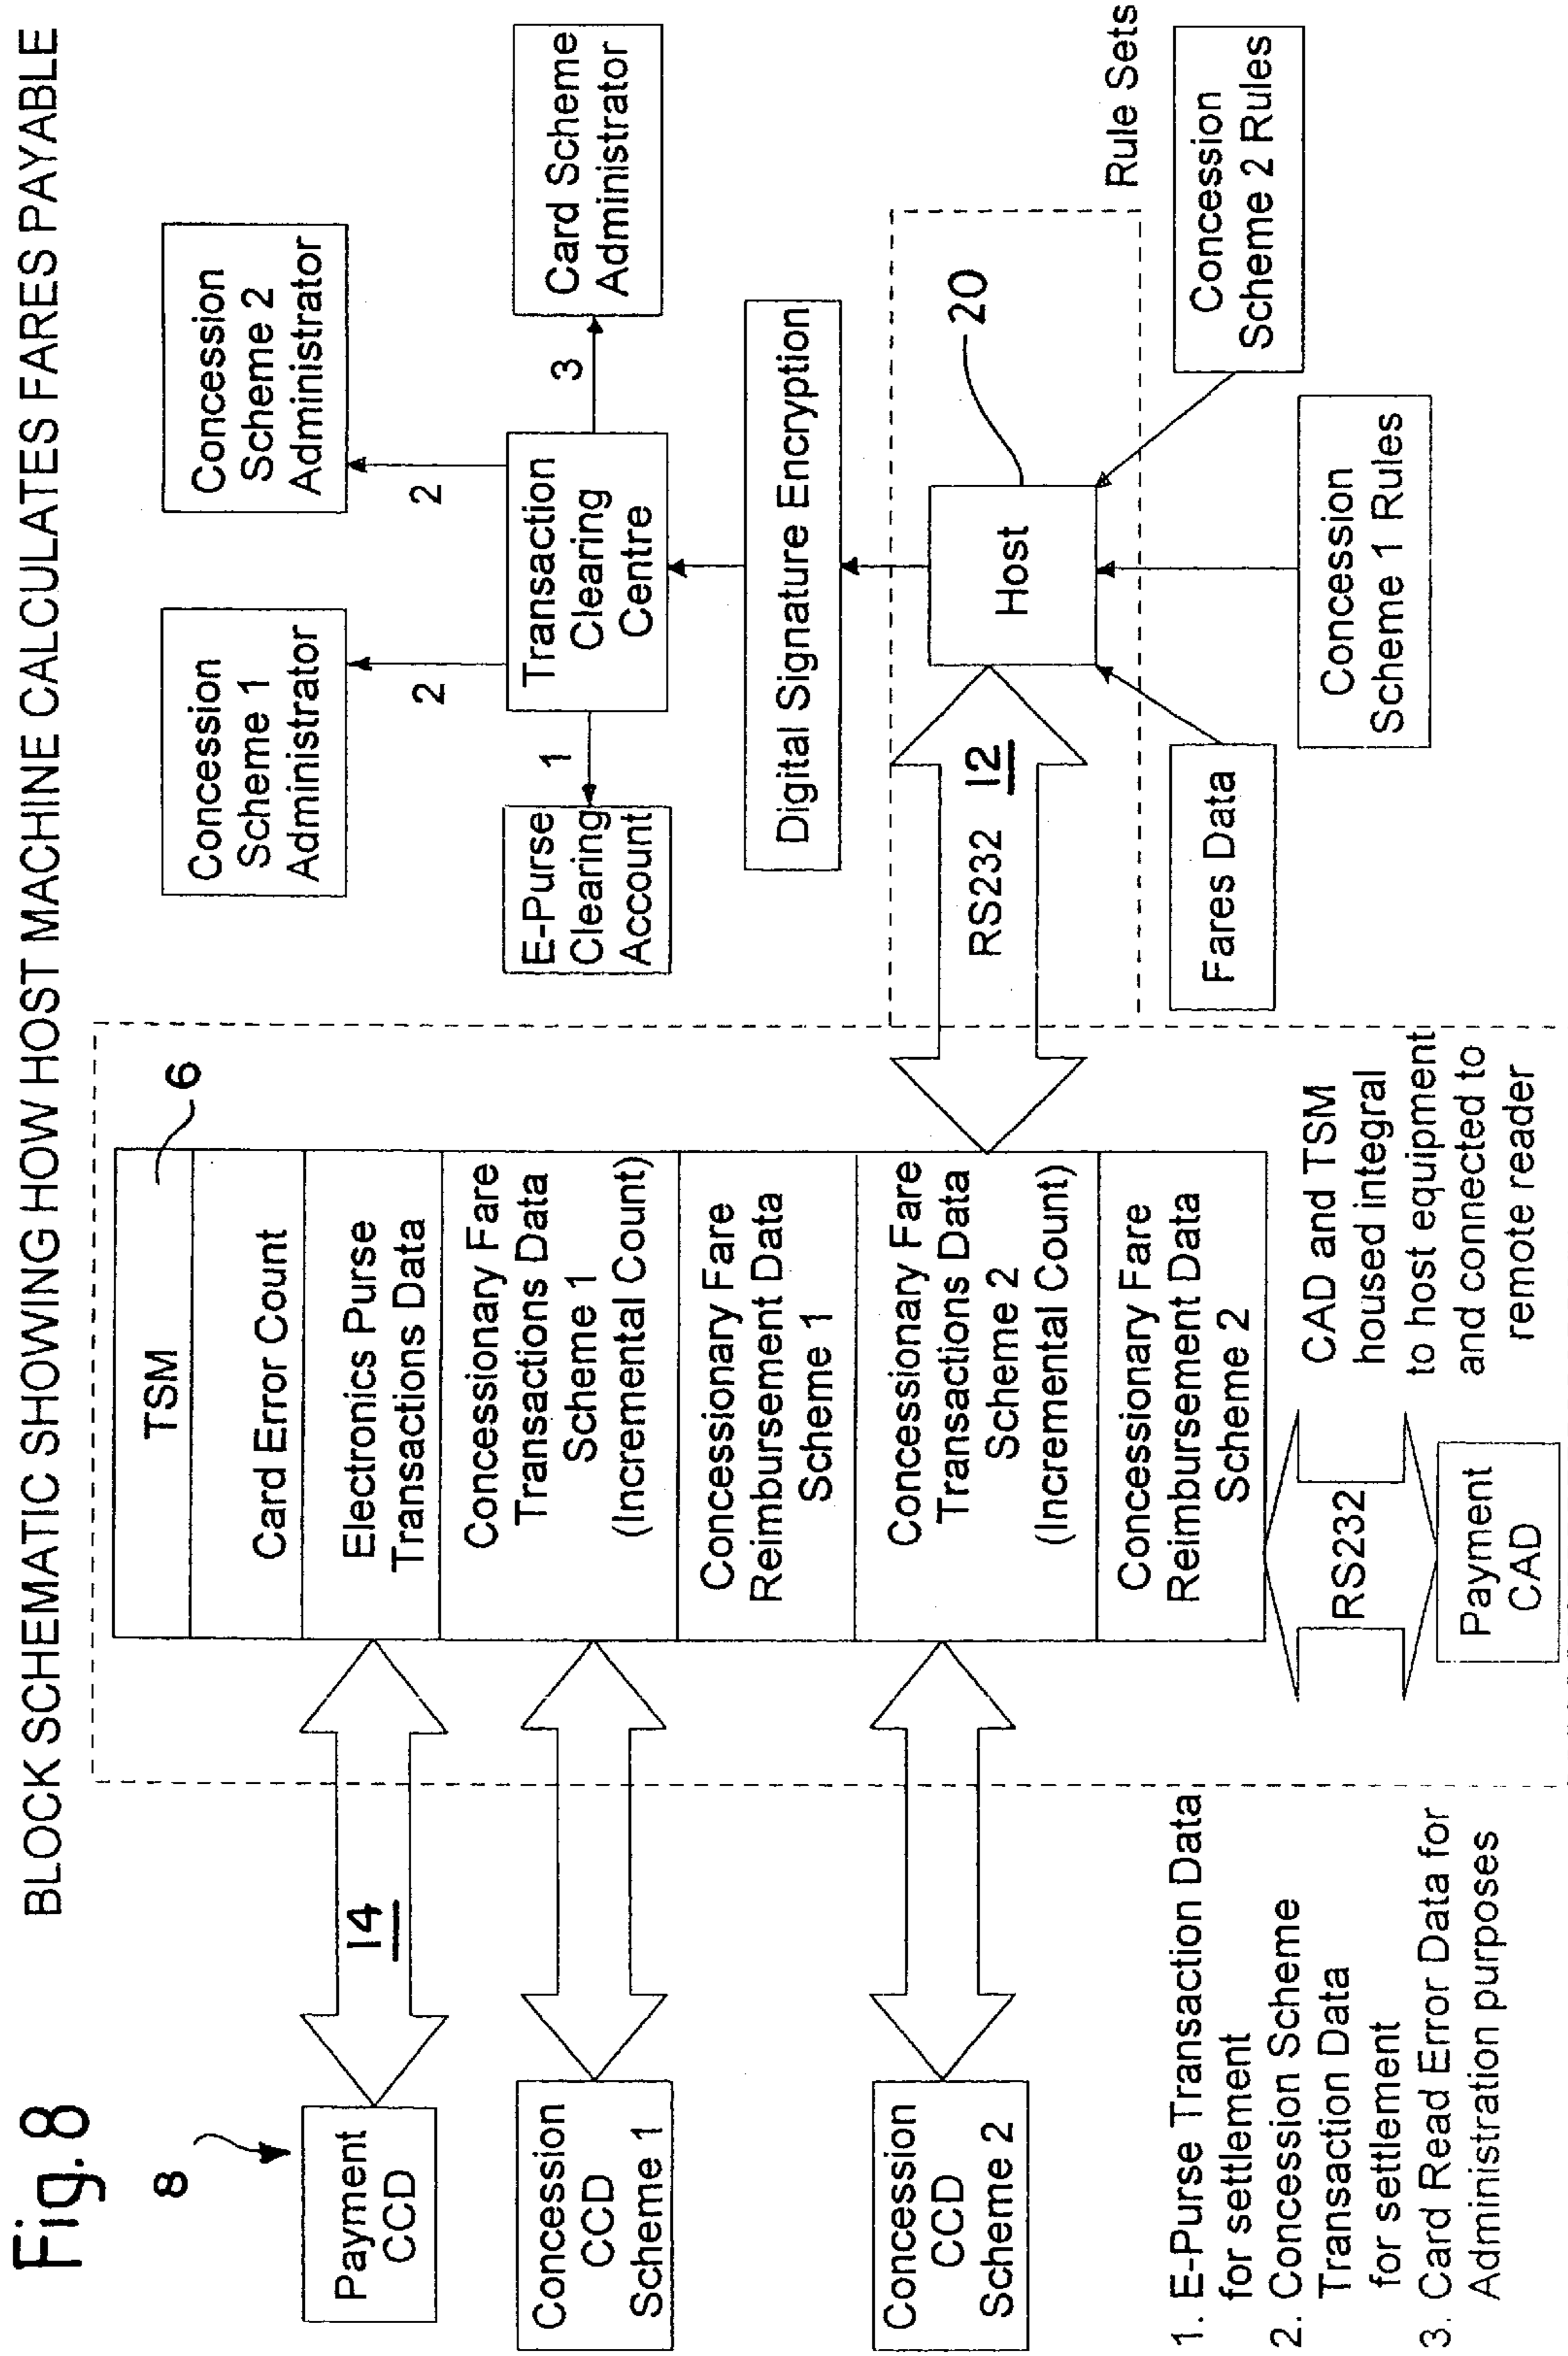 Fig.8
BLOCK SCHEMATIC SHOWING HOW HOST MACHINE CALCULATES FARES PAYABLE
8
Payment
CCD
14
Concession
CCD
Scheme 1
Concession
CCD
Scheme 2
1. E-Purse Transaction Data
for settlement
2. Concession Scheme
Transaction Data
for settlement
3. Card Read Error Data for
Administration purposes
6
TSM
Card Error Count
Electronics Purse
Transactions Data
Concessionary Fare
Transactions Data
Scheme 1
(Incremental Count)
Concessionary Fare
Reimbursement Data
Scheme 1
Concessionary Fare
Transactions Data
Scheme 2
(Incremental Count)
Concessionary Fare
Reimbursement Data
Scheme 2
RS232
Payment
CAD
CAD and TSM
housed integral
to host equipment
and connected to
remote reader
Concession
Scheme 1
Administrator
Concession
Scheme 2
Administrator
2
2
E-Purse
Clearing
Account
1
Transaction
Clearing
Centre
3
Card Scheme
Administrator
Digital Signature Encryption
RS232
12
Host
20
Rule Sets
Fares Data
Concession
Scheme 1 Rules
Concession
Scheme 2 Rules